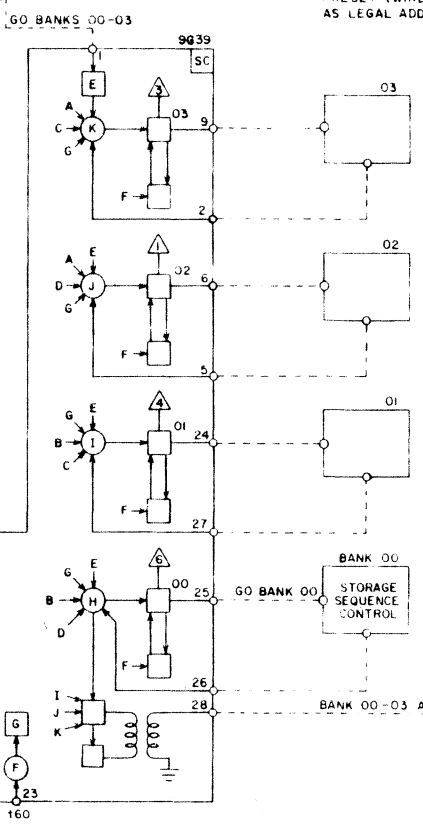 AS LEGAL ADD
GO BANKS 00-03
1
9G39
SC
E
A
C
G
K
3
03
9
F
2
03
A
E
D
G
J
1
02
6
F
5
02
G
E
B
C
I
4
01
24
F
27
01
G
E
B
D
H
6
00
25
GO BANK 00
BANK 00
STORAGE
SEQUENCE
CONTROL
F
26
28
BANK 00-03 A
I
J
K
G
F
23
160